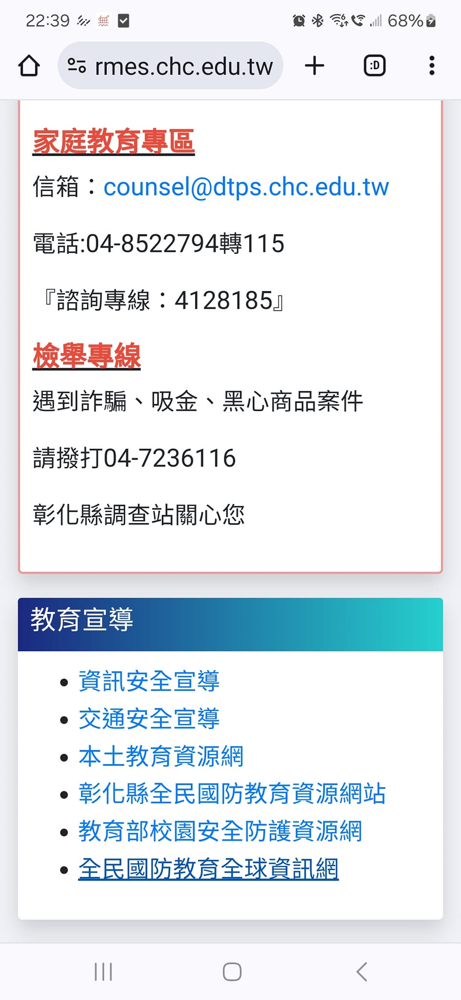 22:39
68%
rmes.chc.edu.tw
:D
家庭教育專區
信箱：counsel@dtps.chc.edu.tw
電話:04-8522794轉115
『諮詢專線：4128185』
檢舉專線
遇到詐騙、吸金、黑心商品案件
請撥打04-7236116
彰化縣調查站關心您
教育宣導
資訊安全宣導
交通安全宣導
本土教育資源網
彰化縣全民國防教育資源網站
教育部校園安全防護資源網
全民國防教育全球資訊網